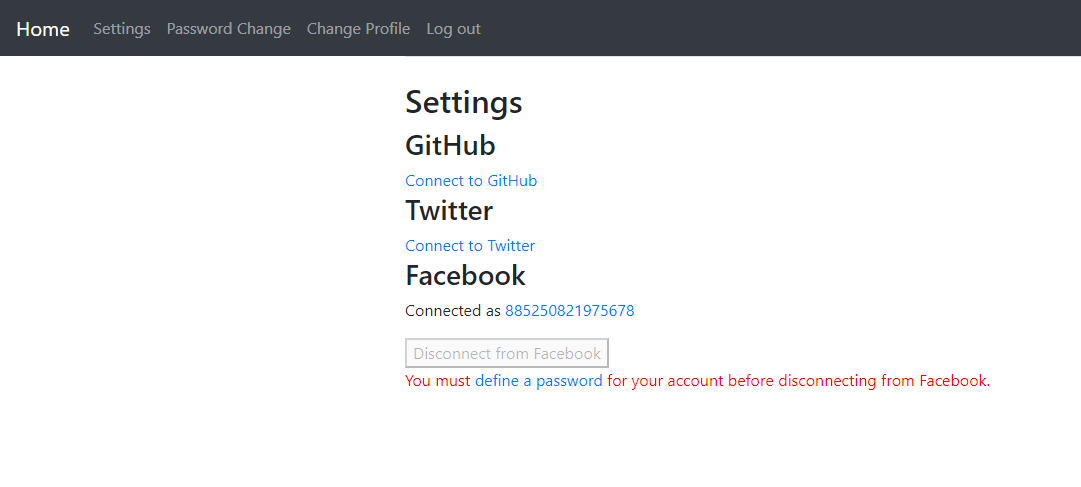 Home Settings Password Change Change Profile Log out
Settings
GitHub
Connect to GitHub
Twitter
Connect to Twitter
Facebook
Connected as 885250821975678
Disconnect from Facebook
You must define a password for your account before disconnecting from Facebook.